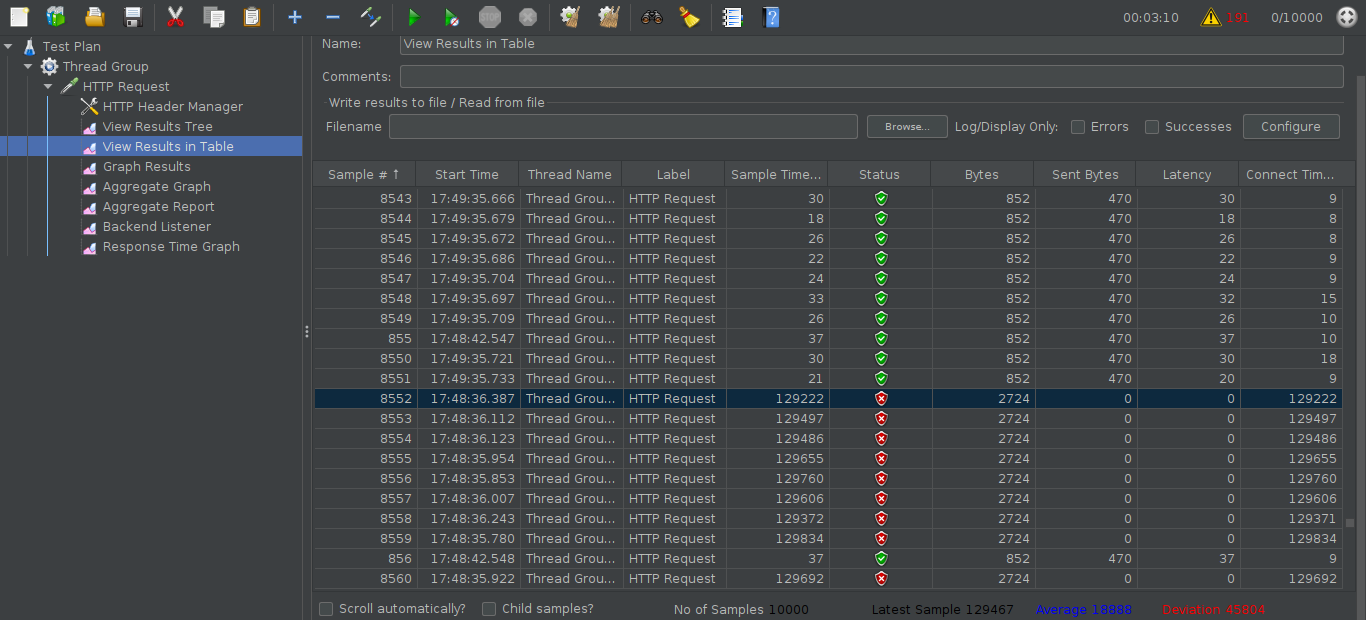 STOP
00:03:10 191 0/10000
Test Plan
Thread Group
HTTP Request
HTTP Header Manager
View Results Tree
View Results in Table
Graph Results
Aggregate Graph
Aggregate Report
Backend Listener
Response Time Graph
Name: View Results in Table
Comments:
Write results to file / Read from file
Filename Browse... Log/Display Only: Errors Successes Configure
Sample # ↑ Start Time Thread Name Label Sample Time... Status Bytes Sent Bytes Latency Connect Tim...
8543 17:49:35.666 Thread Grou... HTTP Request 30 852 470 30 9
8544 17:49:35.679 Thread Grou... HTTP Request 18 852 470 18 8
8545 17:49:35.672 Thread Grou... HTTP Request 26 852 470 26 8
8546 17:49:35.686 Thread Grou... HTTP Request 22 852 470 22 9
8547 17:49:35.704 Thread Grou... HTTP Request 24 852 470 24 9
8548 17:49:35.697 Thread Grou... HTTP Request 33 852 470 32 15
8549 17:49:35.709 Thread Grou... HTTP Request 26 852 470 26 10
855 17:48:42.547 Thread Grou... HTTP Request 37 852 470 37 10
8550 17:49:35.721 Thread Grou... HTTP Request 30 852 470 30 18
8551 17:49:35.733 Thread Grou... HTTP Request 21 852 470 20 9
8552 17:48:36.387 Thread Grou... HTTP Request 129222 2724 0 0 129222
8553 17:48:36.112 Thread Grou... HTTP Request 129497 2724 0 0 129497
8554 17:48:36.123 Thread Grou... HTTP Request 129486 2724 0 0 129486
8555 17:48:35.954 Thread Grou... HTTP Request 129655 2724 0 0 129655
8556 17:48:35.853 Thread Grou... HTTP Request 129760 2724 0 0 129760
8557 17:48:36.007 Thread Grou... HTTP Request 129606 2724 0 0 129606
8558 17:48:36.243 Thread Grou... HTTP Request 129372 2724 0 0 129371
8559 17:48:35.780 Thread Grou... HTTP Request 129834 2724 0 0 129834
856 17:48:42.548 Thread Grou... HTTP Request 37 852 470 37 9
8560 17:48:35.922 Thread Grou... HTTP Request 129692 2724 0 0 129692
Scroll automatically? Child samples? No of Samples 10000 Latest Sample 129467 Average 18888 Deviation 45804